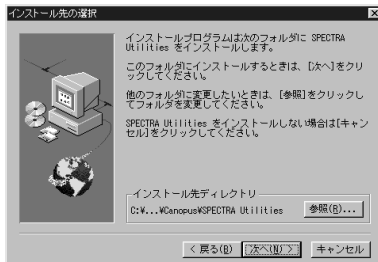 インストール先の選択
インストールプログラムは次のフォルダに SPECTRA
Utilities をインストールします。
このフォルダにインストールするときは、[次へ]をクリ
ックしてください。
他のフォルダに変更したいときは、[参照]をクリックし
てフォルダを変更してください。
SPECTRA Utilities をインストールしない場合は[キャン
セル]をクリックしてください。
インストール先ディレクトリ
C:¥...¥Canopus¥SPECTRA Utilities
参照(R)...
< 戻る(B)
次へ(N) >
キャンセル